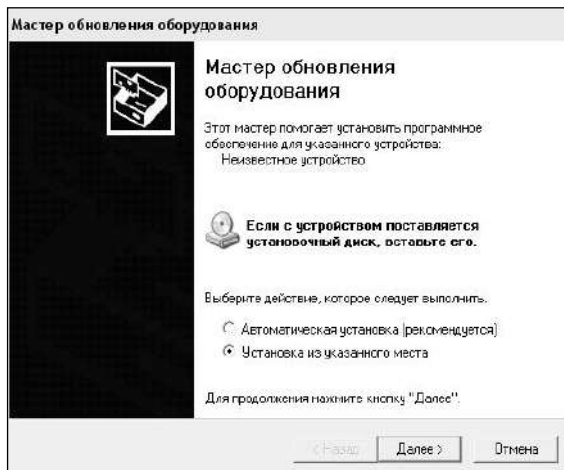 Мастер обновления оборудования
Мастер обновления
оборудования
Этот мастер помогает установить программное
обеспечение для указанного устройства:
Неизвестное устройство
Если с устройством поставляется
установочный диск, вставьте его.
Выберите действие, которое следует выполнить.
Автоматическая установка (рекомендуется)
Установка из указанного места
Для продолжения нажмите кнопку "Далее".
< Назад Далее > Отмена